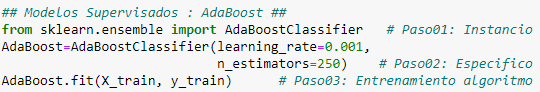 ## Modelos Supervisados : AdaBoost ##
from sklearn.ensemble import AdaBoostClassifier   # Paso01: Instancio
AdaBoost=AdaBoostClassifier(learning_rate=0.001,
                            n_estimators=250)    # Paso02: Especifico
AdaBoost.fit(X_train, y_train)      # Paso03: Entrenamiento algoritmo